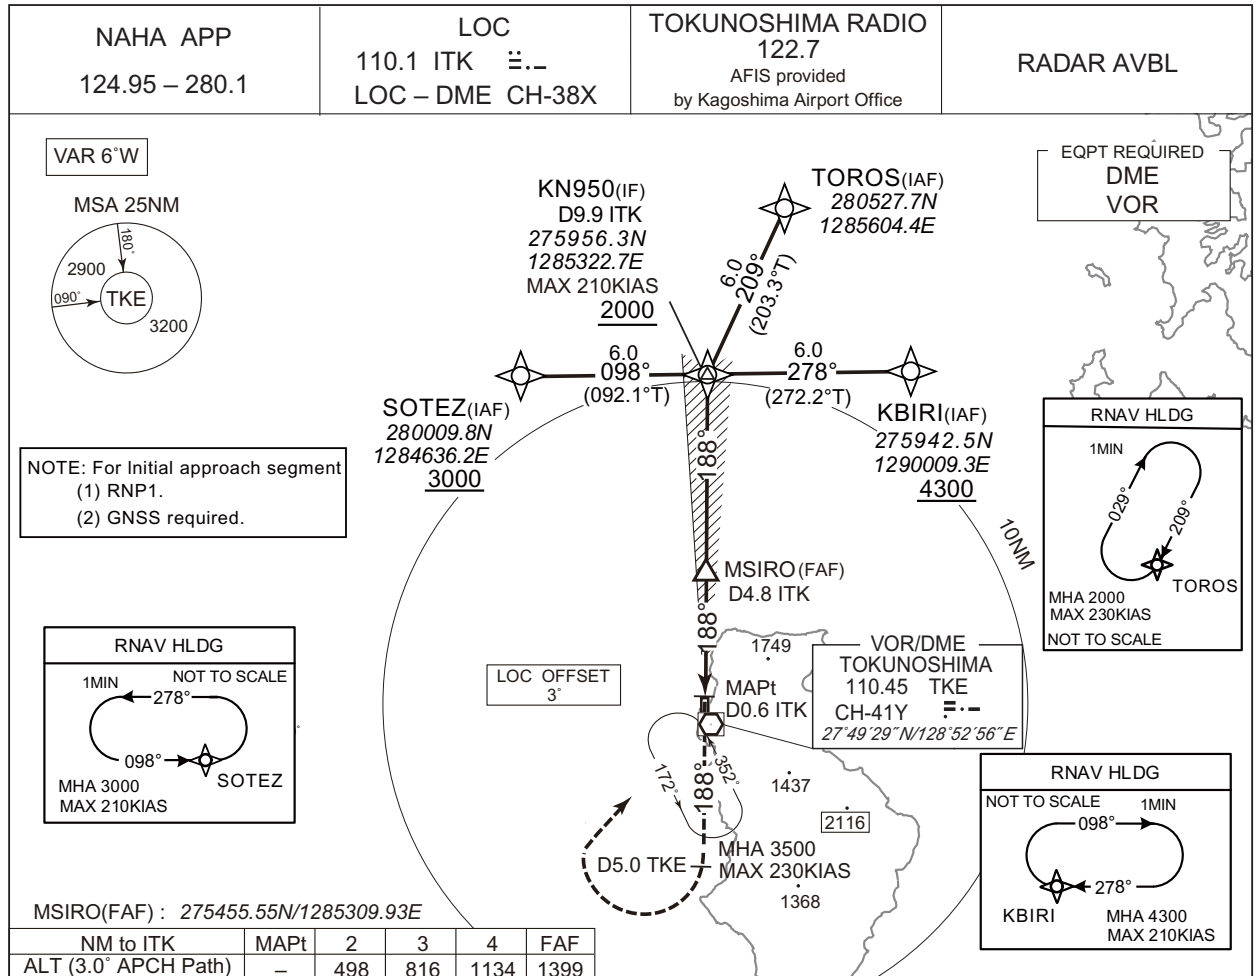 NAHA APP
124.95 – 280.1
LOC
110.1 ITK
LOC – DME CH-38X
TOKUNOSHIMA RADIO
122.7
AFIS provided
by Kagoshima Airport Office
RADAR AVBL
VAR 6°W
MSA 25NM
180°
2900
090°
TKE
3200
KN950(IF)
D9.9 ITK
275956.3N
1285322.7E
MAX 210KIAS
2000
TOROS(IAF)
280527.7N
1285604.4E
6.0
209°
(203.3°T)
EQPT REQUIRED
DME
VOR
6.0
098°
(092.1°T)
6.0
278°
(272.2°T)
SOTEZ(IAF)
280009.8N
1284636.2E
3000
KBIRI(IAF)
275942.5N
1290009.3E
4300
188°
10NM
NOTE: For Initial approach segment
(1) RNP1.
(2) GNSS required.
RNAV HLDG
1MIN
029°
209°
TOROS
MHA 2000
MAX 230KIAS
NOT TO SCALE
MSIRO(FAF)
D4.8 ITK
188°
RNAV HLDG
NOT TO SCALE
1MIN
278°
098°
SOTEZ
MHA 3000
MAX 210KIAS
LOC OFFSET
3°
1749
MAPt
D0.6 ITK
VOR/DME
TOKUNOSHIMA
110.45 TKE
CH-41Y
27°49′29″N/128°52′56″E
172°
188°
352°
1437
2116
D5.0 TKE
MHA 3500
MAX 230KIAS
1368
RNAV HLDG
NOT TO SCALE
1MIN
098°
278°
KBIRI
MHA 4300
MAX 210KIAS
MSIRO(FAF) : 275455.55N/1285309.93E
NM to ITK MAPt 2 3 4 FAF
ALT (3.0° APCH Path) – 498 816 1134 1399